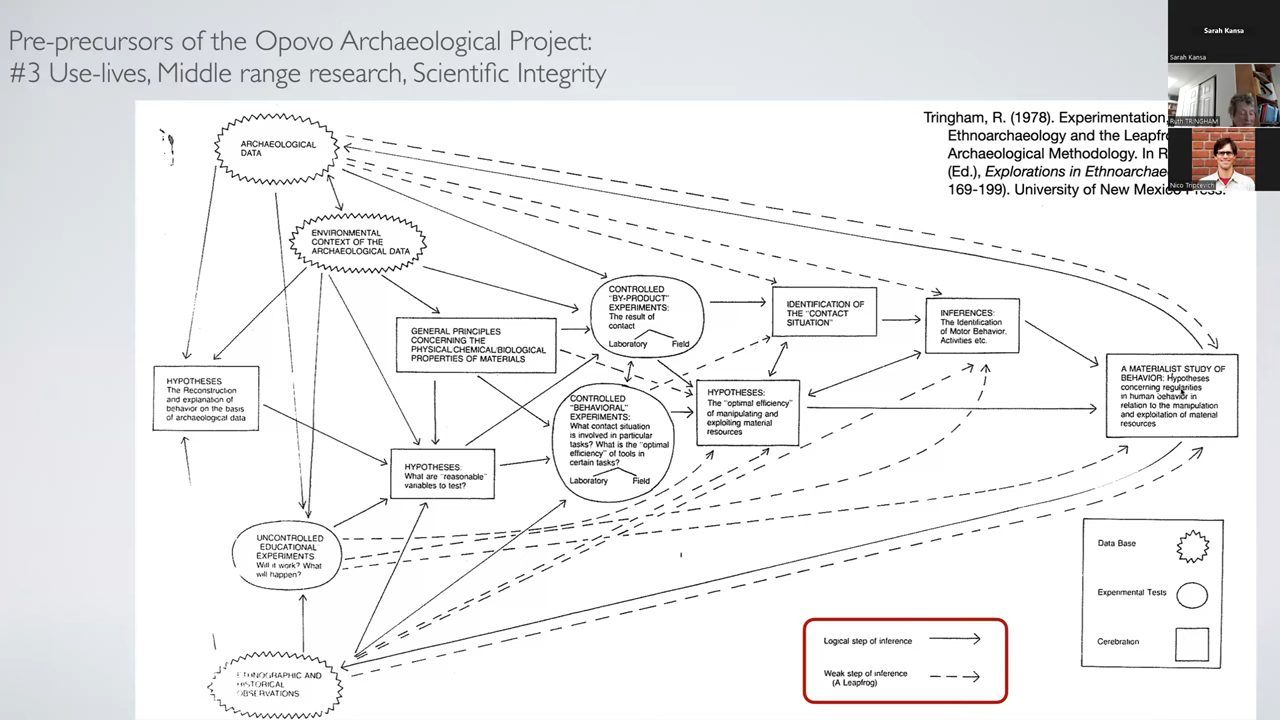 Pre-precursors of the Opovo Archaeological Project:
#3 Use-lives, Middle range research, Scientific Integrity
Sarah Kansa
Sarah Kansa
Ruth TRINGHAM
Nico Tripcevich
Tringham, R. (1978). Experimentation,
Ethnoarchaeology and the Leapfro
Archaeological Methodology. In R
(Ed.), Explorations in Ethnoarchae
169-199). University of New Mexico Press.
ARCHAEOLOGICAL
DATA
ENVIRONMENTAL
CONTEXT OF THE
ARCHAEOLOGICAL DATA
CONTROLLED
"BY-PRODUCT"
EXPERIMENTS:
The result of
contact
Laboratory Field
IDENTIFICATION OF
THE "CONTACT
SITUATION"
INFERENCES:
The Identification
of Motor Behavior,
Activities etc.
GENERAL PRINCIPLES
CONCERNING THE
PHYSICAL/CHEMICAL/BIOLOGICAL
PROPERTIES OF MATERIALS
A MATERIALIST STUDY OF
BEHAVIOR: Hypotheses
concerning regularities
in human behavior in
relation to the manipulation
and exploitation of material
resources
HYPOTHESES
The Reconstruction
and explanation of
behavior on the basis
of archaeological data
CONTROLLED
"BEHAVIORAL"
EXPERIMENTS:
What contact situation
is involved in particular
tasks? What is the "optimal
efficiency" of tools in
certain tasks?
Laboratory Field
HYPOTHESES:
The "optimal efficiency"
of manipulating and
exploiting material
resources
HYPOTHESES:
What are "reasonable"
variables to test?
UNCONTROLLED
EDUCATIONAL
EXPERIMENTS
Will it work? What
will happen?
ETHNOGRAPHIC AND
HISTORICAL
OBSERVATIONS
Data Base
Experimental Tests
Cerebration
Logical step of inference
Weak step of inference
(A Leapfrog)